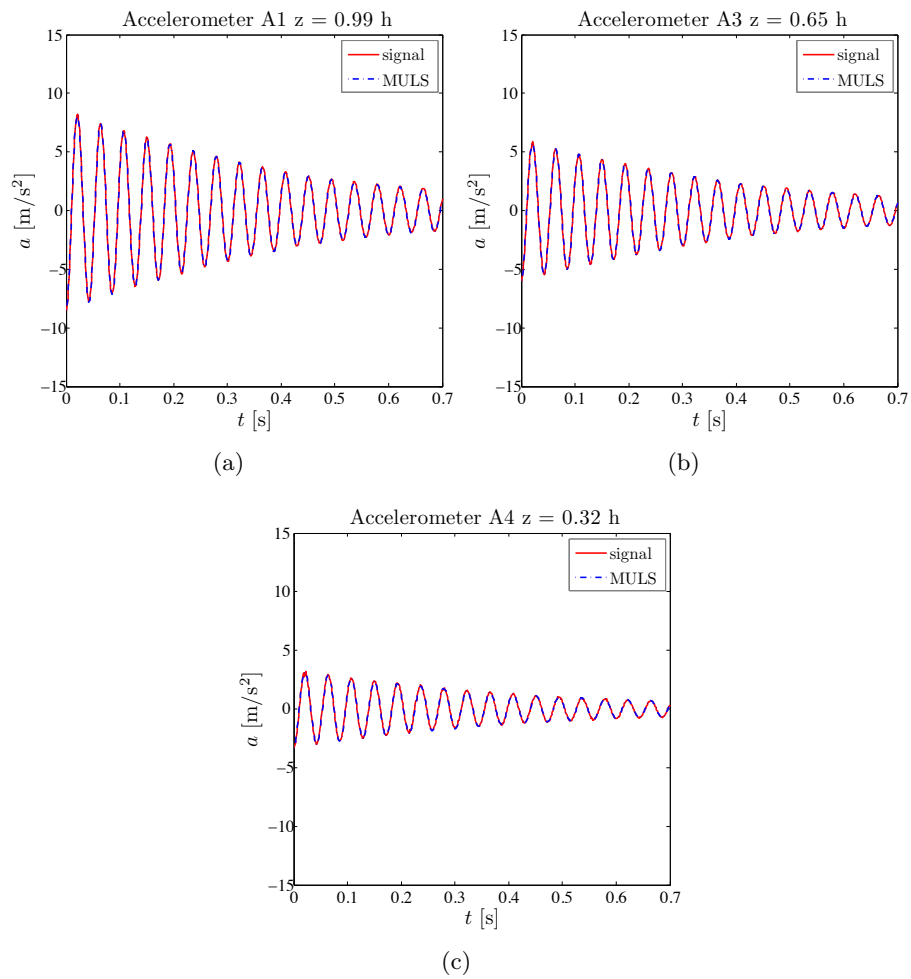 Accelerometer A1 z = 0.99 h
15
10
5
0
−5
−10
−15
a [m/s²]
signal
MULS
0 0.1 0.2 0.3 0.4 0.5 0.6 0.7
t [s]
(a)
Accelerometer A3 z = 0.65 h
15
10
5
0
−5
−10
−15
a [m/s²]
signal
MULS
0 0.1 0.2 0.3 0.4 0.5 0.6 0.7
t [s]
(b)
Accelerometer A4 z = 0.32 h
15
10
5
0
−5
−10
−15
a [m/s²]
signal
MULS
0 0.1 0.2 0.3 0.4 0.5 0.6 0.7
t [s]
(c)